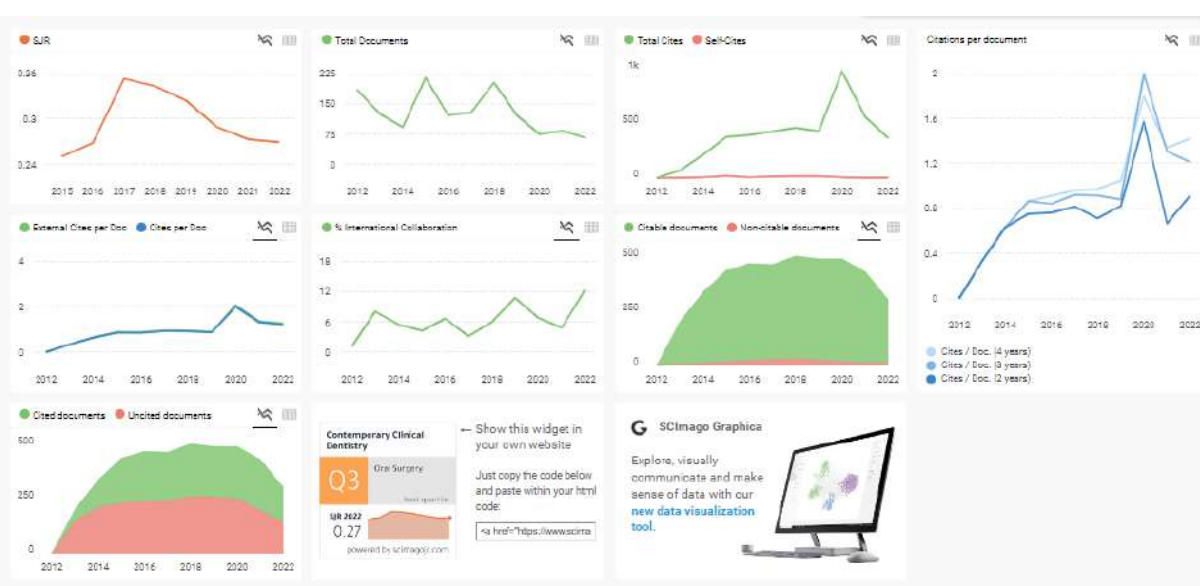 SJR
0.36
0.3
0.24
2015 2016 2017 2018 2019 2020 2021 2022
Total Documents
225
150
75
0
2012 2014 2016 2018 2020 2022
Total Cites Self-Cites
1k
500
0
2012 2014 2016 2018 2020 2022
Citations per document
2
1.6
1.2
0.8
0.4
0
2012 2014 2016 2018 2020 2022
Cites / Doc. (4 years)
Cites / Doc. (3 years)
Cites / Doc. (2 years)
External Cites per Doc Cites per Doc
4
2
0
2012 2014 2016 2018 2020 2022
% International Collaboration
18
12
6
0
2012 2014 2016 2018 2020 2022
Citable documents Non-citable documents
500
250
0
2012 2014 2016 2018 2020 2022
Cited documents Uncited documents
500
250
0
2012 2014 2016 2018 2020 2022
Contemporary Clinical
Dentistry
Q3
Oral Surgery
best quartile
SJR 2022
0.27
powered by scimagojr.com
← Show this widget in
your own website
Just copy the code below
and paste within your html
code:
<a href="https://www.scima
SCImago Graphica
Explore, visually
communicate and make
sense of data with our
new data visualization
tool.